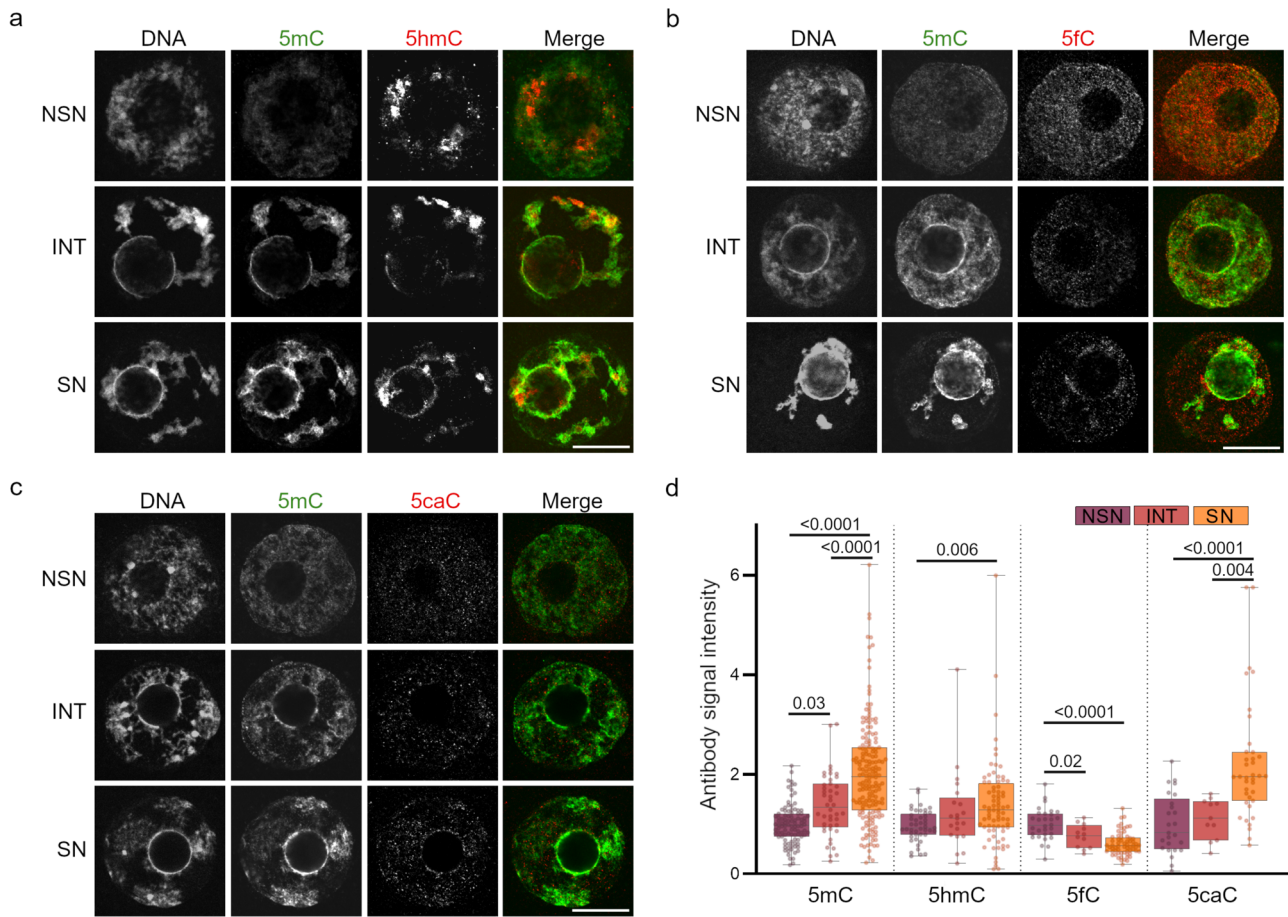 a
DNA 5mC 5hmC Merge
NSN
INT
SN
b
DNA 5mC 5fC Merge
NSN
INT
SN
c
DNA 5mC 5caC Merge
NSN
INT
SN
d
NSN INT SN
Antibody signal intensity
6
4
2
0
<0.0001
<0.0001
0.03
0.006
<0.0001
0.02
<0.0001
0.004
5mC 5hmC 5fC 5caC